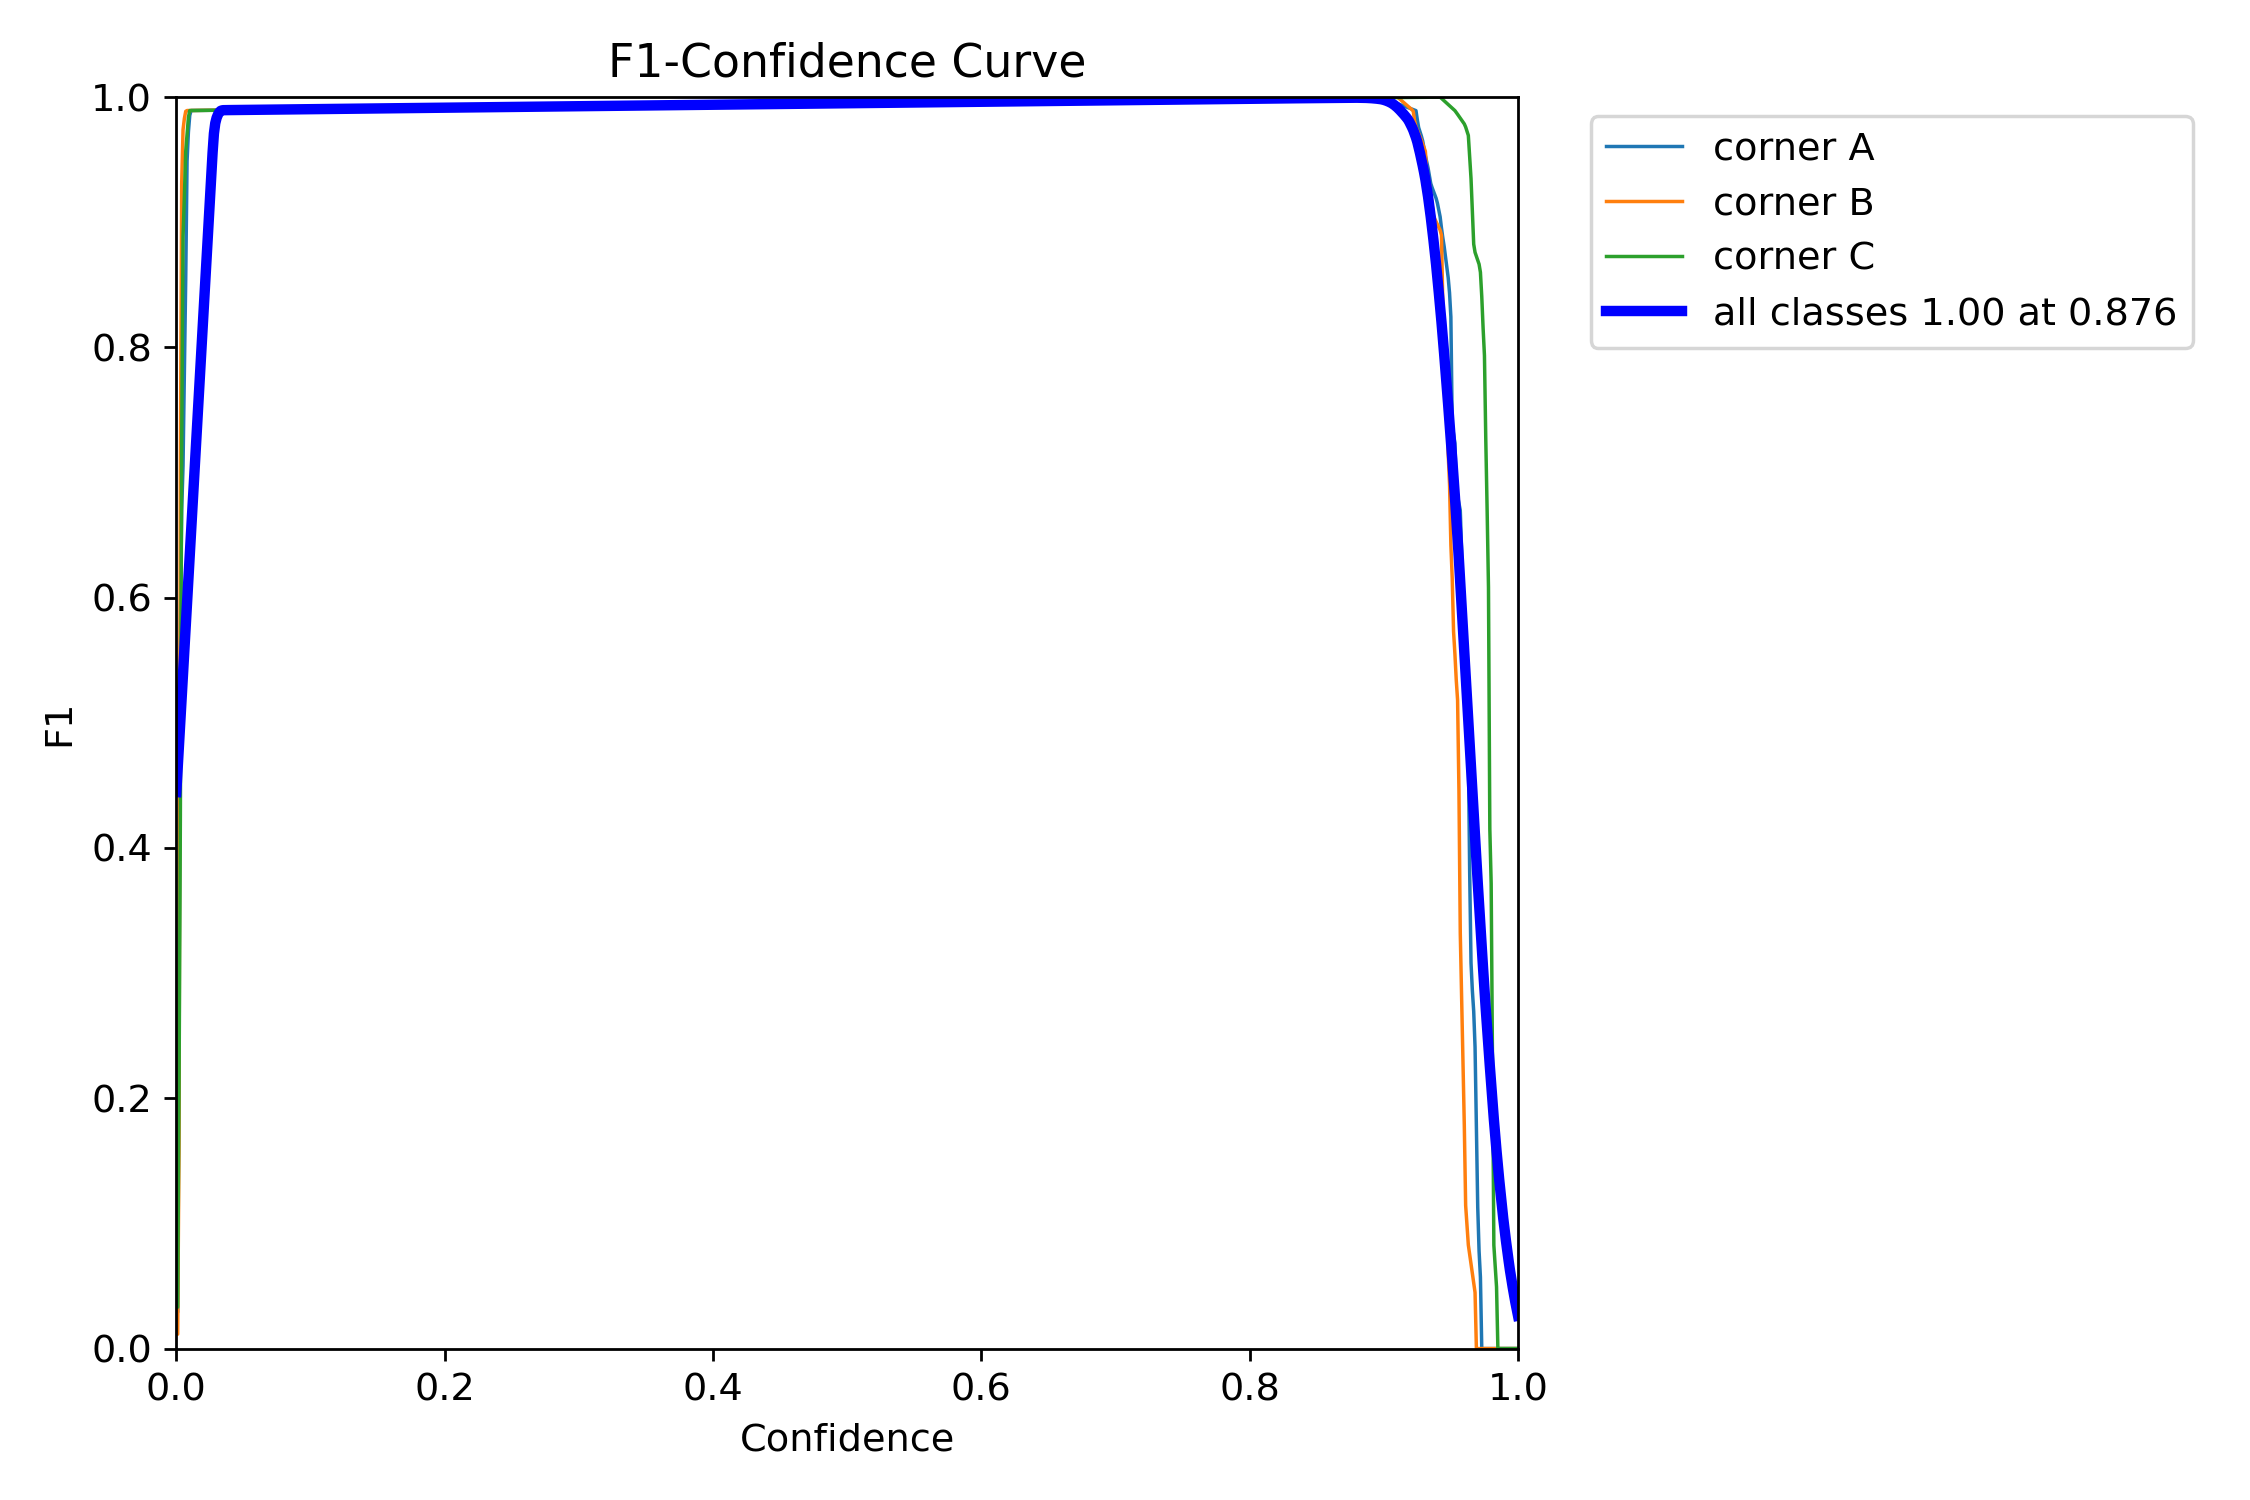 F1-Confidence Curve
1.0
0.8
0.6
0.4
0.2
0.0
F1
0.0 0.2 0.4 0.6 0.8 1.0
Confidence
corner A
corner B
corner C
all classes 1.00 at 0.876